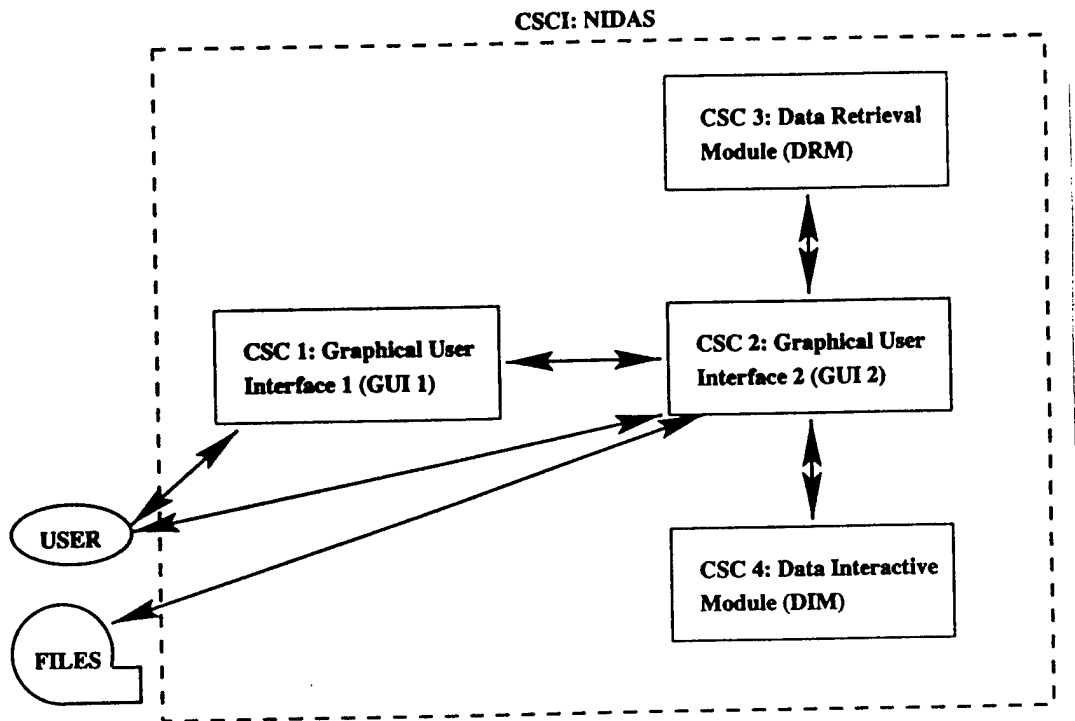 CSCI: NIDAS
CSC 3: Data Retrieval
Module (DRM)
CSC 1: Graphical User
Interface 1 (GUI 1)
CSC 2: Graphical User
Interface 2 (GUI 2)
USER
CSC 4: Data Interactive
Module (DIM)
FILES